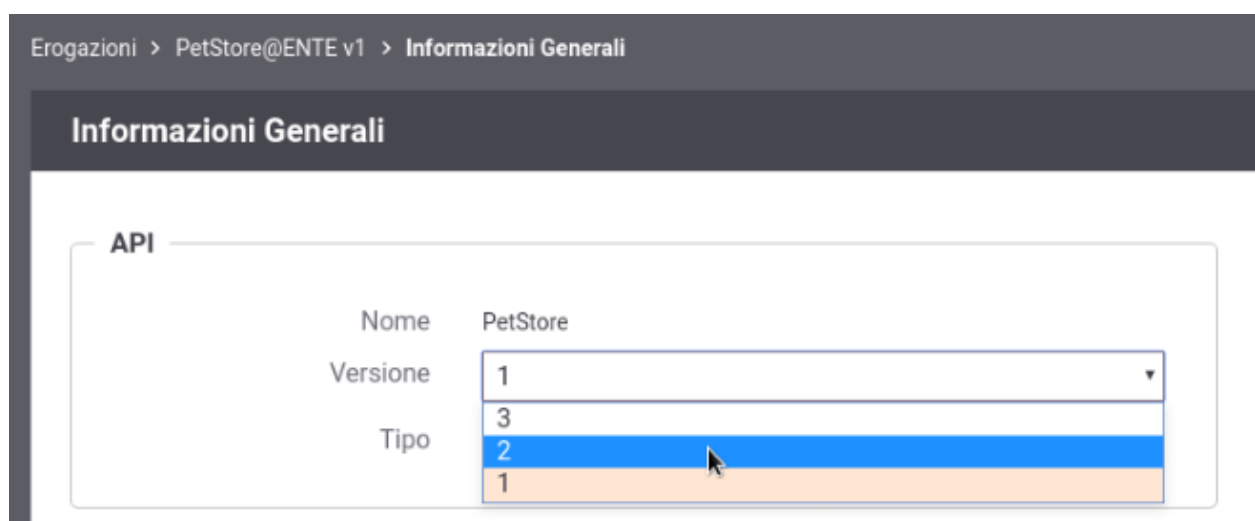 Erogazioni > PetStore@ENTE v1 > Informazioni Generali
Informazioni Generali
API
Nome PetStore
Versione 1
3
Tipo
2
1